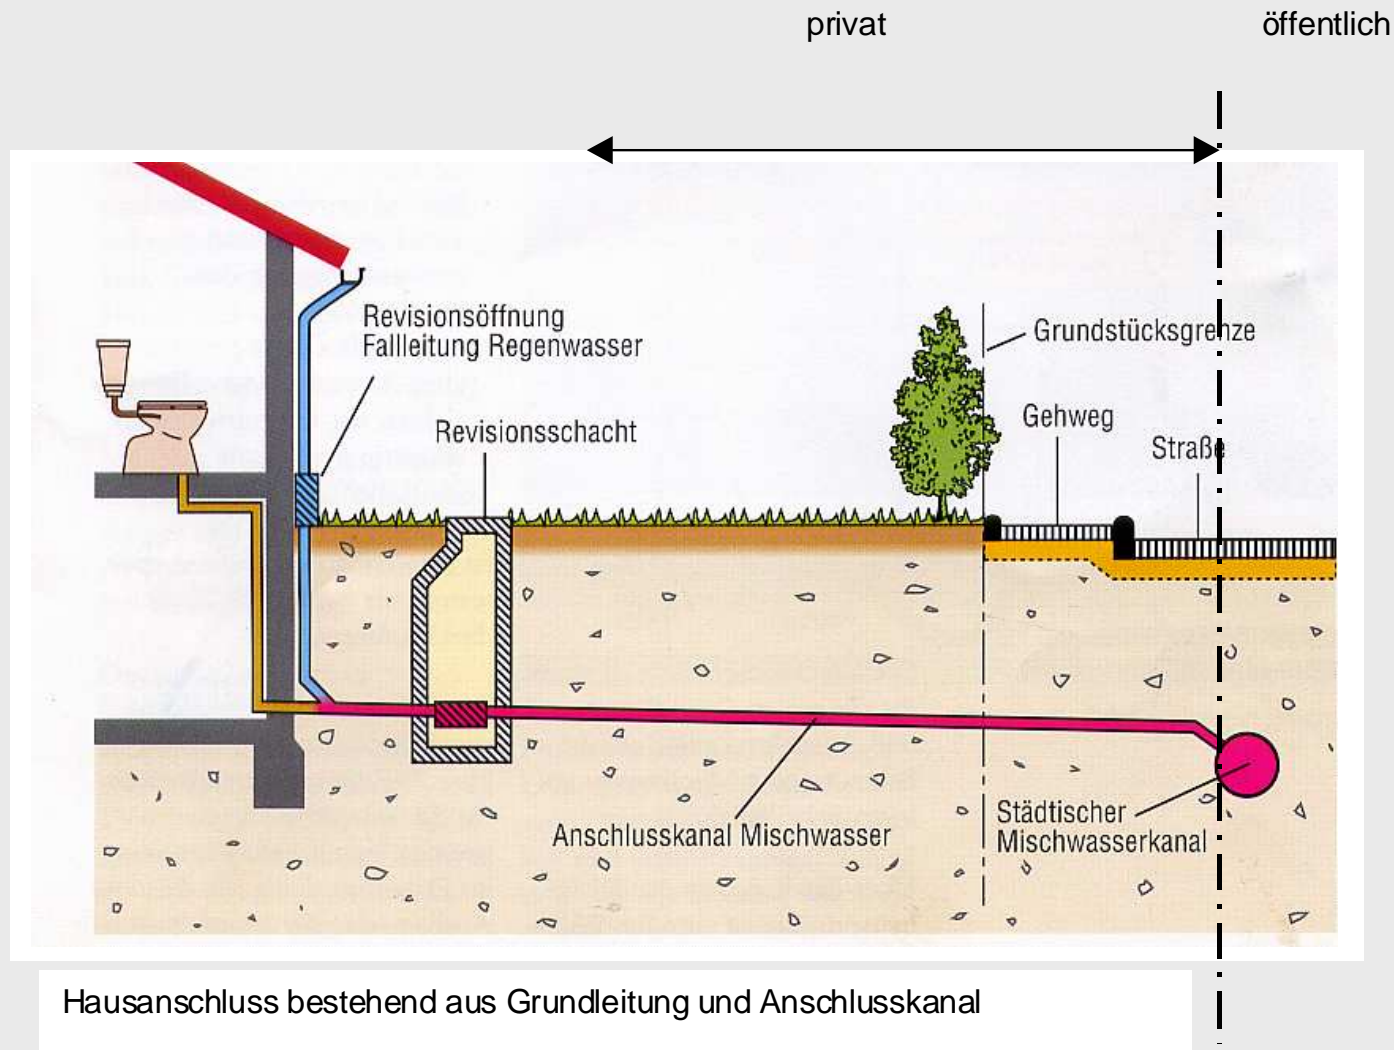 privat
öffentlich
Revisionsöffnung
Fallleitung Regenwasser
Grundstücksgrenze
Revisionsschacht
Gehweg
Straße
Anschlusskanal Mischwasser
Städtischer
Mischwasserkanal
Hausanschluss bestehend aus Grundleitung und Anschlusskanal